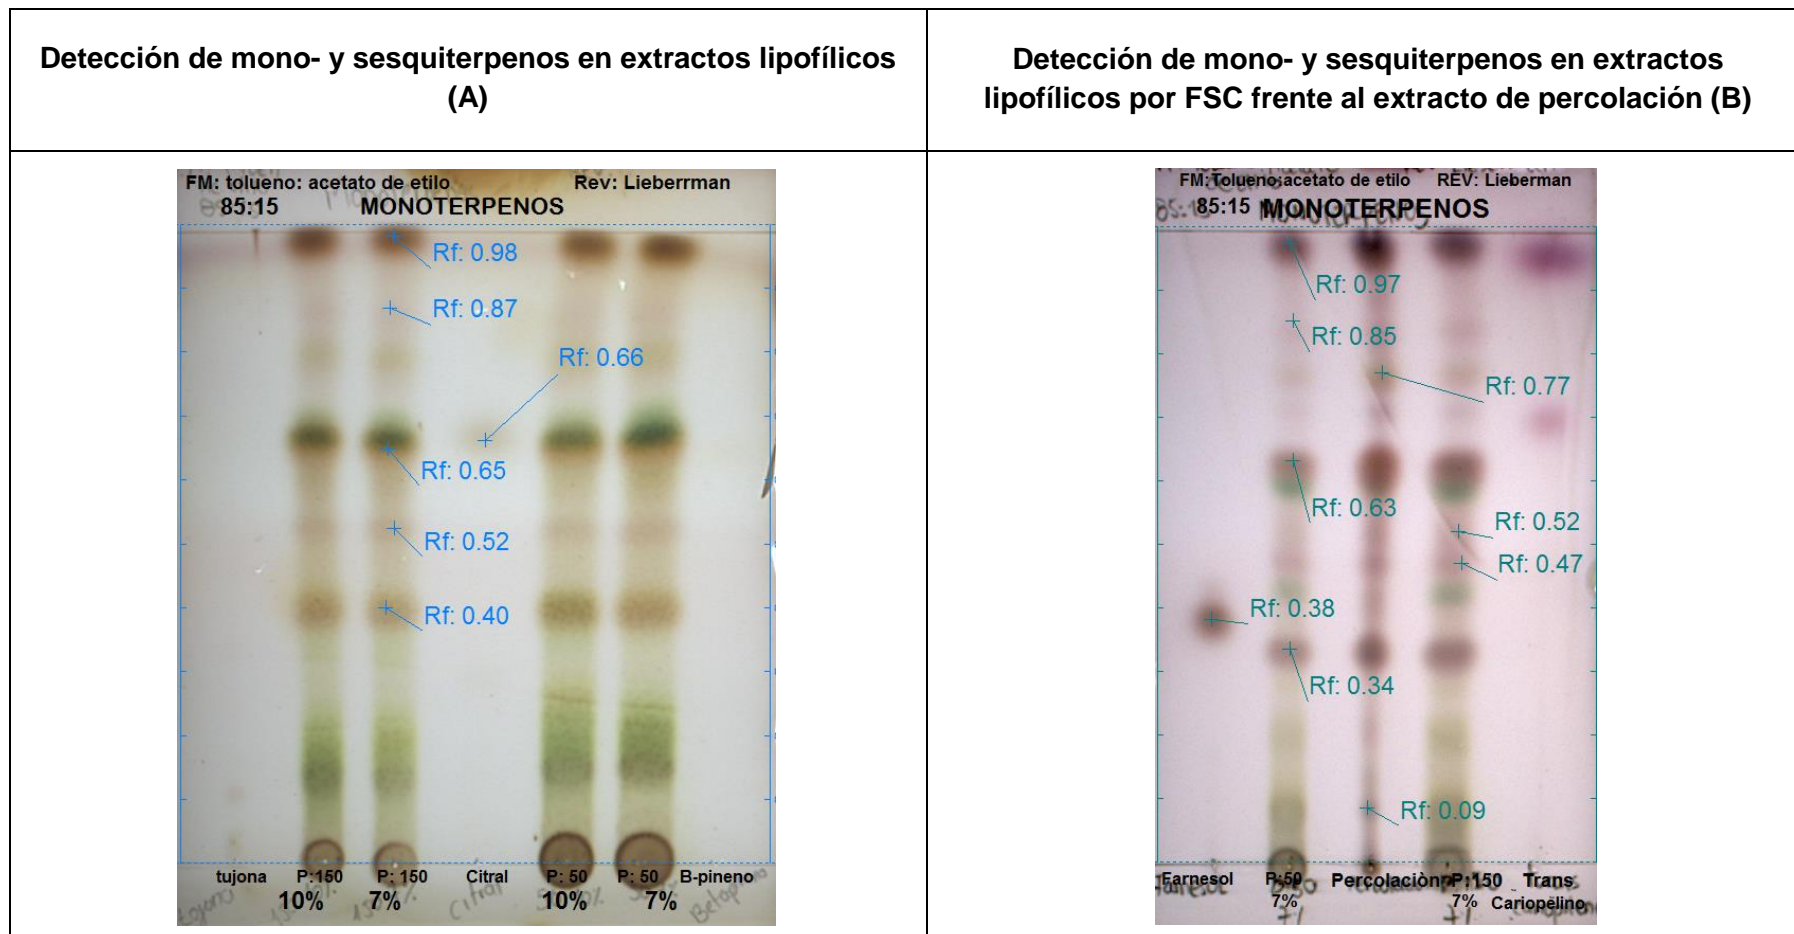 Detección de mono- y sesquiterpenos en extractos lipofílicos
(A)
Detección de mono- y sesquiterpenos en extractos
lipofílicos por FSC frente al extracto de percolación (B)
FM: tolueno: acetato de etilo Rev: Lieberrman
85:15 MONOTERPENOS
Rf: 0.98
Rf: 0.87
Rf: 0.66
Rf: 0.65
Rf: 0.52
Rf: 0.40
tujona P:150 P: 150 Citral P: 50 P: 50 B-pineno
10% 7% 10% 7%
Citral
FM:Tolueno:acetato de etilo REV: Lieberman
85:15 MONOTERPENOS
Rf: 0.97
Rf: 0.85
Rf: 0.77
Rf: 0.63
Rf: 0.52
Rf: 0.47
Rf: 0.38
Rf: 0.34
Rf: 0.09
Farnesol P:50 Percolaciòn P:150 Trans
7% 7% Cariopelino